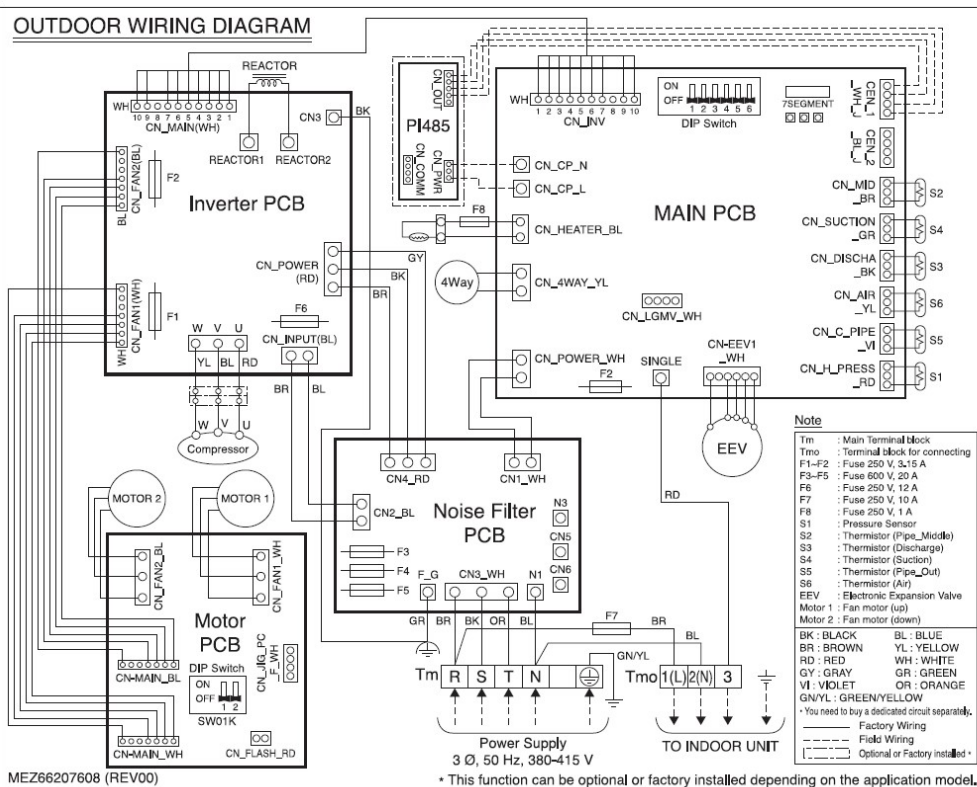 OUTDOOR WIRING DIAGRAM
REACTOR
WH
10 9 8 7 6 5 4 3 2 1
CN_MAIN(WH)
CN3
BK
REACTOR1
REACTOR2
CN_FAN2(BL)
BL
F2
Inverter PCB
CN_POWER
(RD)
GY
BK
BR
CN_FAN1(WH)
WH
F1
F6
CN_INPUT(BL)
W V U
YL BL RD
BR
BL
W V U
Compressor
CN_OUT
PI485
CN_COMM
CN_PWR
WH
1 2 3 4 5 6 7 8 9 10
CN_INV
ON
OFF
1 2 3 4 5 6
DIP Switch
7SEGMENT
CEN_1
_WH_J
CEN_2
_BL_J
CN_CP_N
CN_CP_L
MAIN PCB
F8
CN_HEATER_BL
4Way
CN_4WAY_YL
CN_LGMV_WH
CN_POWER_WH
F2
SINGLE
CN-EEV1
_WH
EEV
CN_MID
_BR
S2
CN_SUCTION
_GR
S4
CN_DISCHA
_BK
S3
CN_AIR
_YL
S6
CN_C_PIPE
_VI
S5
CN_H_PRESS
_RD
S1
RD
CN4_RD
CN1_WH
CN2_BL
Noise Filter
PCB
N3
CN5
CN6
F3
F4
F5
F_G
CN3_WH
N1
GR
BR
BK
OR
BL
F7
BR
BL
GN/YL
Tm
R S T N
Tmo
1(L) 2(N) 3
Power Supply
3 Ø, 50 Hz, 380-415 V
TO INDOOR UNIT
MOTOR 2
MOTOR 1
CN_FAN2_BL
CN_FAN1_WH
Motor
PCB
CN-MAIN_BL
DIP Switch
ON
OFF
1 2
SW01K
CN_JIG_PC
_F_WH
CN-MAIN_WH
CN_FLASH_RD
Note
Tm : Main Terminal block
Tmo : Terminal block for connecting
F1~F2 : Fuse 250 V, 3.15 A
F3~F5 : Fuse 600 V, 20 A
F6 : Fuse 250 V, 12 A
F7 : Fuse 250 V, 10 A
F8 : Fuse 250 V, 1 A
S1 : Pressure Sensor
S2 : Thermistor (Pipe_Middle)
S3 : Thermistor (Discharge)
S4 : Thermistor (Suction)
S5 : Thermistor (Pipe_Out)
S6 : Thermistor (Air)
EEV : Electronic Expansion Valve
Motor 1 : Fan motor (up)
Motor 2 : Fan motor (down)
BK : BLACK BL : BLUE
BR : BROWN YL : YELLOW
RD : RED WH : WHITE
GY : GRAY GR : GREEN
VI : VIOLET OR : ORANGE
GN/YL : GREEN/YELLOW
* You need to buy a dedicated circuit separately.
Factory Wiring
Field Wiring
Optional or Factory installed *
MEZ66207608 (REV00)
* This function can be optional or factory installed depending on the application model.